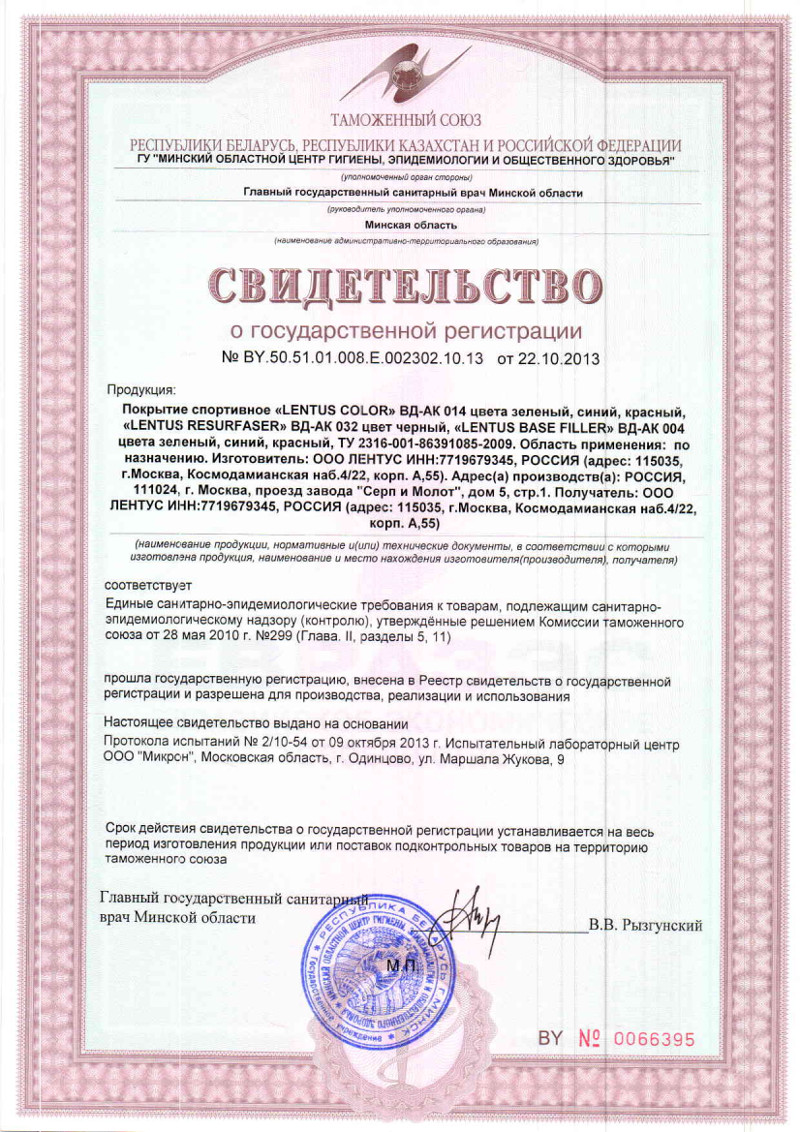 ТАМОЖЕННЫЙ СОЮЗ
РЕСПУБЛИКИ БЕЛАРУСЬ, РЕСПУБЛИКИ КАЗАХСТАН И РОССИЙСКОЙ ФЕДЕРАЦИИ
ГУ "МИНСКИЙ ОБЛАСТНОЙ ЦЕНТР ГИГИЕНЫ, ЭПИДЕМИОЛОГИИ И ОБЩЕСТВЕННОГО ЗДОРОВЬЯ"
(уполномоченный орган стороны)
Главный государственный санитарный врач Минской области
(руководитель уполномоченного органа)
Минская область
(наименование административно-территориального образования)
СВИДЕТЕЛЬСТВО
о государственной регистрации
№ BY.50.51.01.008.E.002302.10.13 от 22.10.2013
Продукция:
Покрытие спортивное «LENTUS COLOR» ВД-АК 014 цвета зеленый, синий, красный,
«LENTUS RESURFASER» ВД-АК 032 цвет черный, «LENTUS BASE FILLER» ВД-АК 004
цвета зеленый, синий, красный, ТУ 2316-001-86391085-2009. Область применения: по
назначению. Изготовитель: ООО ЛЕНТУС ИНН:7719679345, РОССИЯ (адрес: 115035,
г.Москва, Космодамианская наб.4/22, корп. А,55). Адрес(а) производств(а): РОССИЯ,
111024, г. Москва, проезд завода "Серп и Молот", дом 5, стр.1. Получатель: ООО
ЛЕНТУС ИНН:7719679345, РОССИЯ (адрес: 115035, г.Москва, Космодамианская наб.4/22,
корп. А,55)
(наименование продукции, нормативные и(или) технические документы, в соответствии с которыми
изготовлена продукция, наименование и место нахождения изготовителя(производителя), получателя)
соответствует
Единые санитарно-эпидемиологические требования к товарам, подлежащим санитарно-
эпидемиологическому надзору (контролю), утверждённые решением Комиссии таможенного
союза от 28 мая 2010 г. №299 (Глава. II, разделы 5, 11)
прошла государственную регистрацию, внесена в Реестр свидетельств о государственной
регистрации и разрешена для производства, реализации и использования
Настоящее свидетельство выдано на основании
Протокола испытаний № 2/10-54 от 09 октября 2013 г. Испытательный лабораторный центр
ООО "Микрон", Московская область, г. Одинцово, ул. Маршала Жукова, 9
Срок действия свидетельства о государственной регистрации устанавливается на весь
период изготовления продукции или поставок подконтрольных товаров на территорию
таможенного союза
Главный государственный санитарный
врач Минской области
В.В. Рызгунский
РЕСПУБЛИКА БЕЛАРУСЬ Г.МИНСК
Государственное учреждение
МИНСКИЙ ОБЛАСТНОЙ ЦЕНТР ГИГИЕНЫ, ЭПИДЕМИОЛОГИИ И ОБЩЕСТВЕННОГО ЗДОРОВЬЯ
М.П.
BY № 0066395